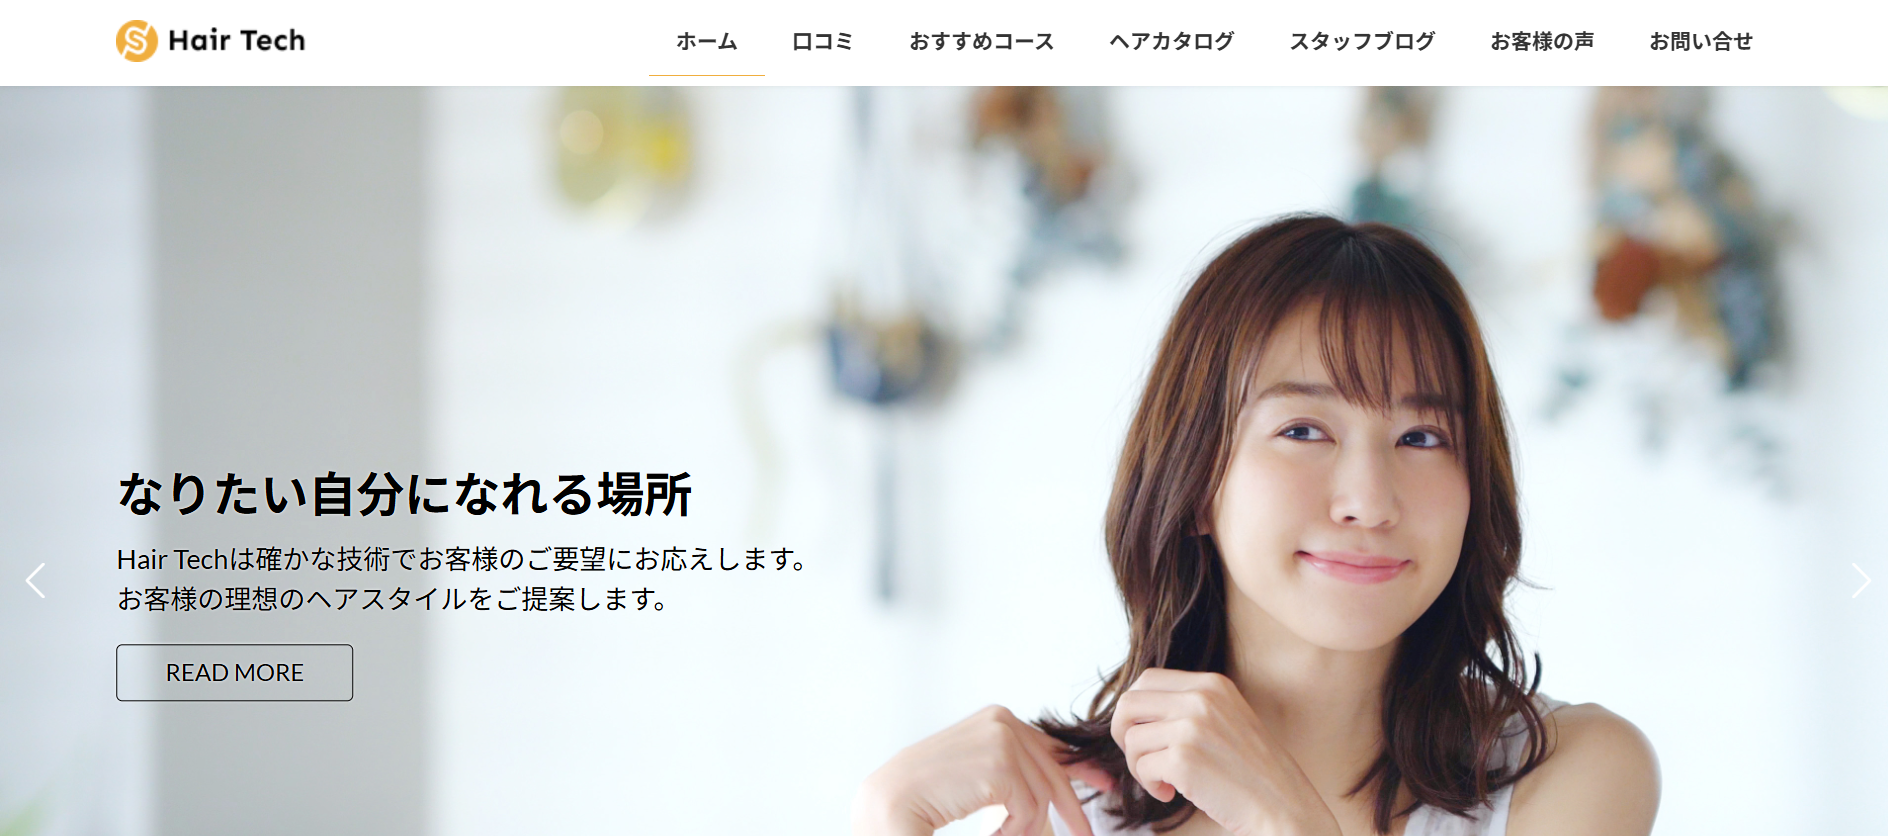 Hair Tech
ホーム 口コミ おすすめコース ヘアカタログ スタッフブログ お客様の声 お問い合せ
なりたい自分になれる場所
Hair Techは確かな技術でお客様のご要望にお応えします。
お客様の理想のヘアスタイルをご提案します。
READ MORE